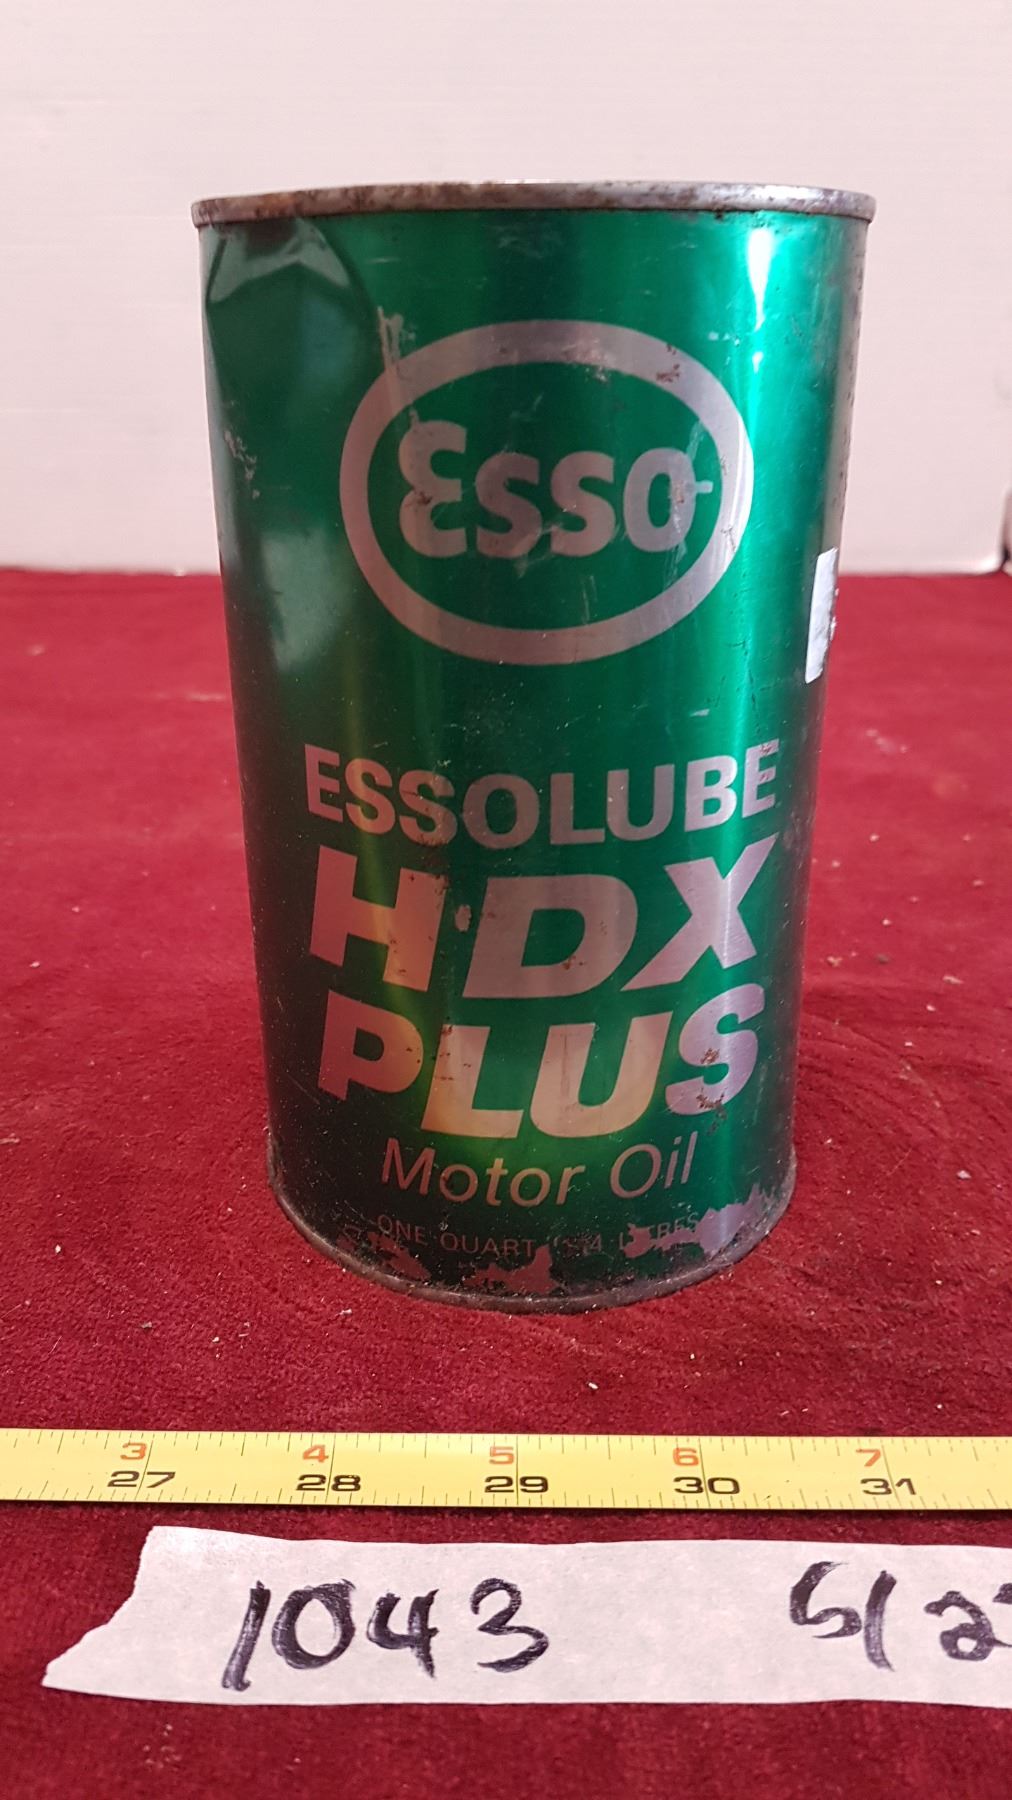 Esso
ESSOLUBE
HDX
PLUS
Motor Oil
ONE QUART
3 4 5 6 7
27 28 29 30 31
1043